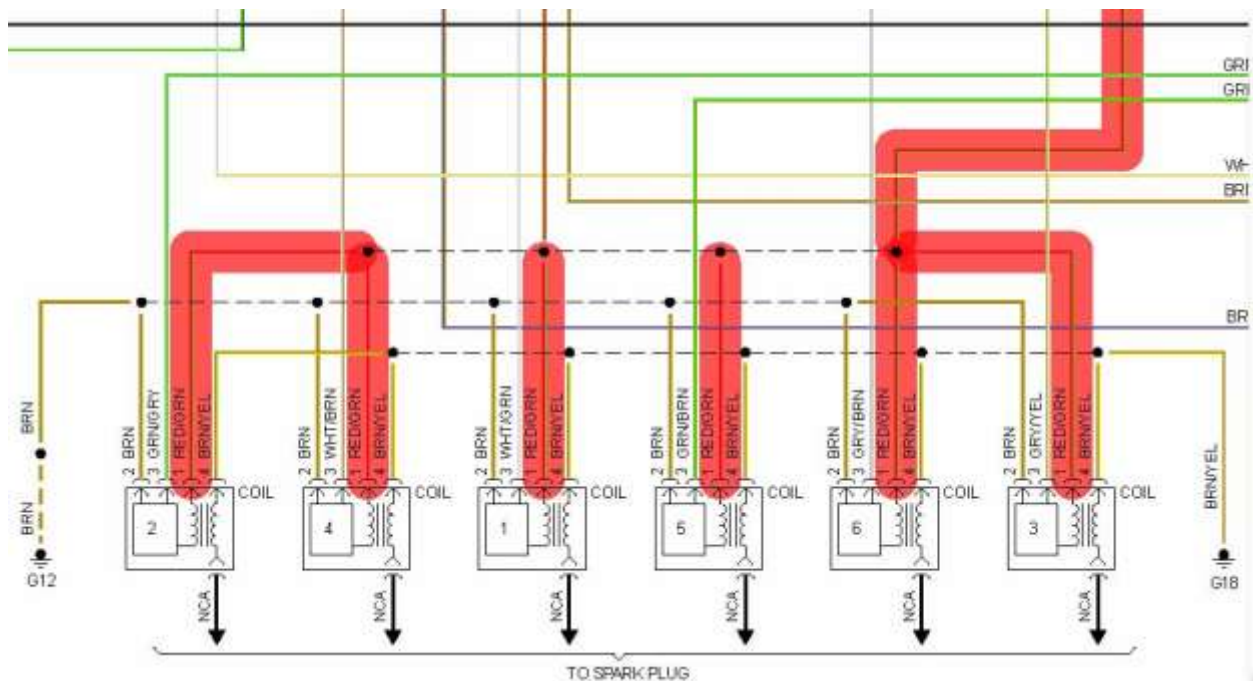 GRI
GRI
WH
BRI
BR
BRN
BRN
G12
2 BRN
3 GRN/GRY
1 RED/GRN
4 BRN/YEL
2 BRN
3 WHT/BRN
1 RED/GRN
4 BRN/YEL
2 BRN
3 WHT/GRN
1 RED/GRN
4 BRN/YEL
2 BRN
3 GRN/BRN
1 RED/GRN
4 BRN/YEL
2 BRN
3 GRY/BRN
1 RED/GRN
4 BRN/YEL
2 BRN
3 GRY/YEL
1 RED/GRN
4 BRN/YEL
BRN/YEL
COIL
COIL
COIL
COIL
COIL
COIL
2
4
1
5
6
3
G18
NCA
NCA
NCA
NCA
NCA
NCA
TO SPARK PLUG